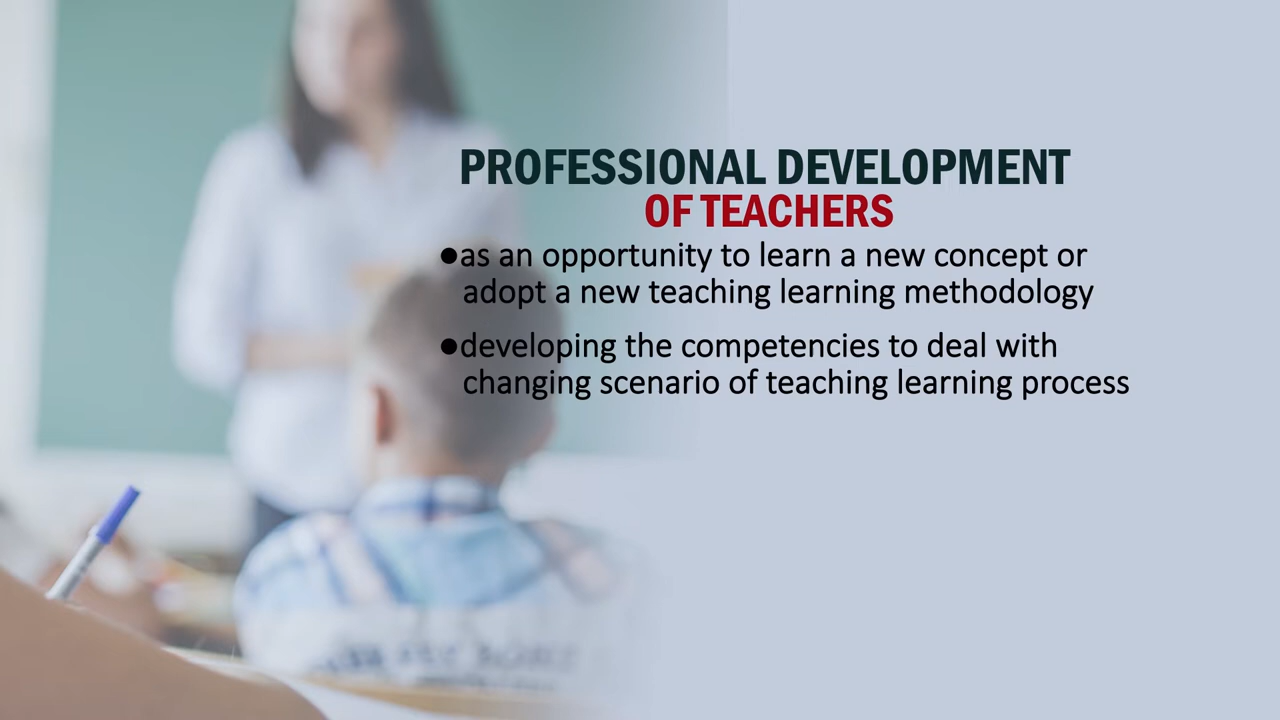 PROFESSIONAL DEVELOPMENT
OF TEACHERS
●as an opportunity to learn a new concept or
adopt a new teaching learning methodology
●developing the competencies to deal with
changing scenario of teaching learning process